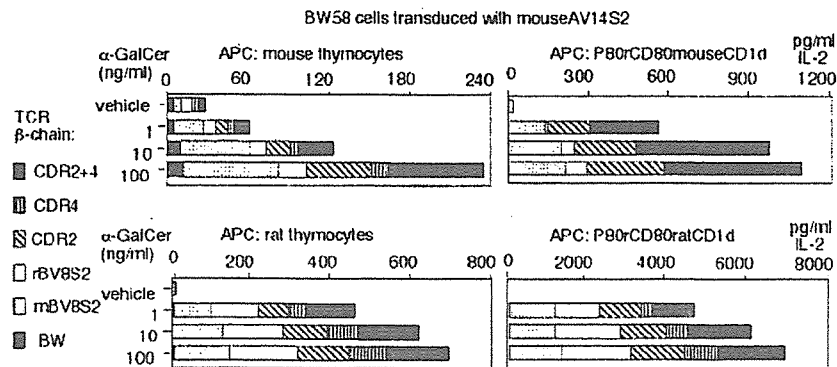 BW58 cells transduced with mouseAV14S2
α-GalCer
(ng/ml)
APC: mouse thymocytes
APC: P80rCD80mouseCD1d
pg/ml
IL-2
0 60 120 180 240
0 300 600 900 1200
vehicle
1
10
100
TCR
β-chain:
CDR2+4
CDR4
CDR2
rBV8S2
mBV8S2
BW
α-GalCer
(ng/ml)
APC: rat thymocytes
APC: P80rCD80ratCD1d
pg/ml
IL-2
0 200 400 600 800
0 2000 4000 6000 8000
vehicle
1
10
100